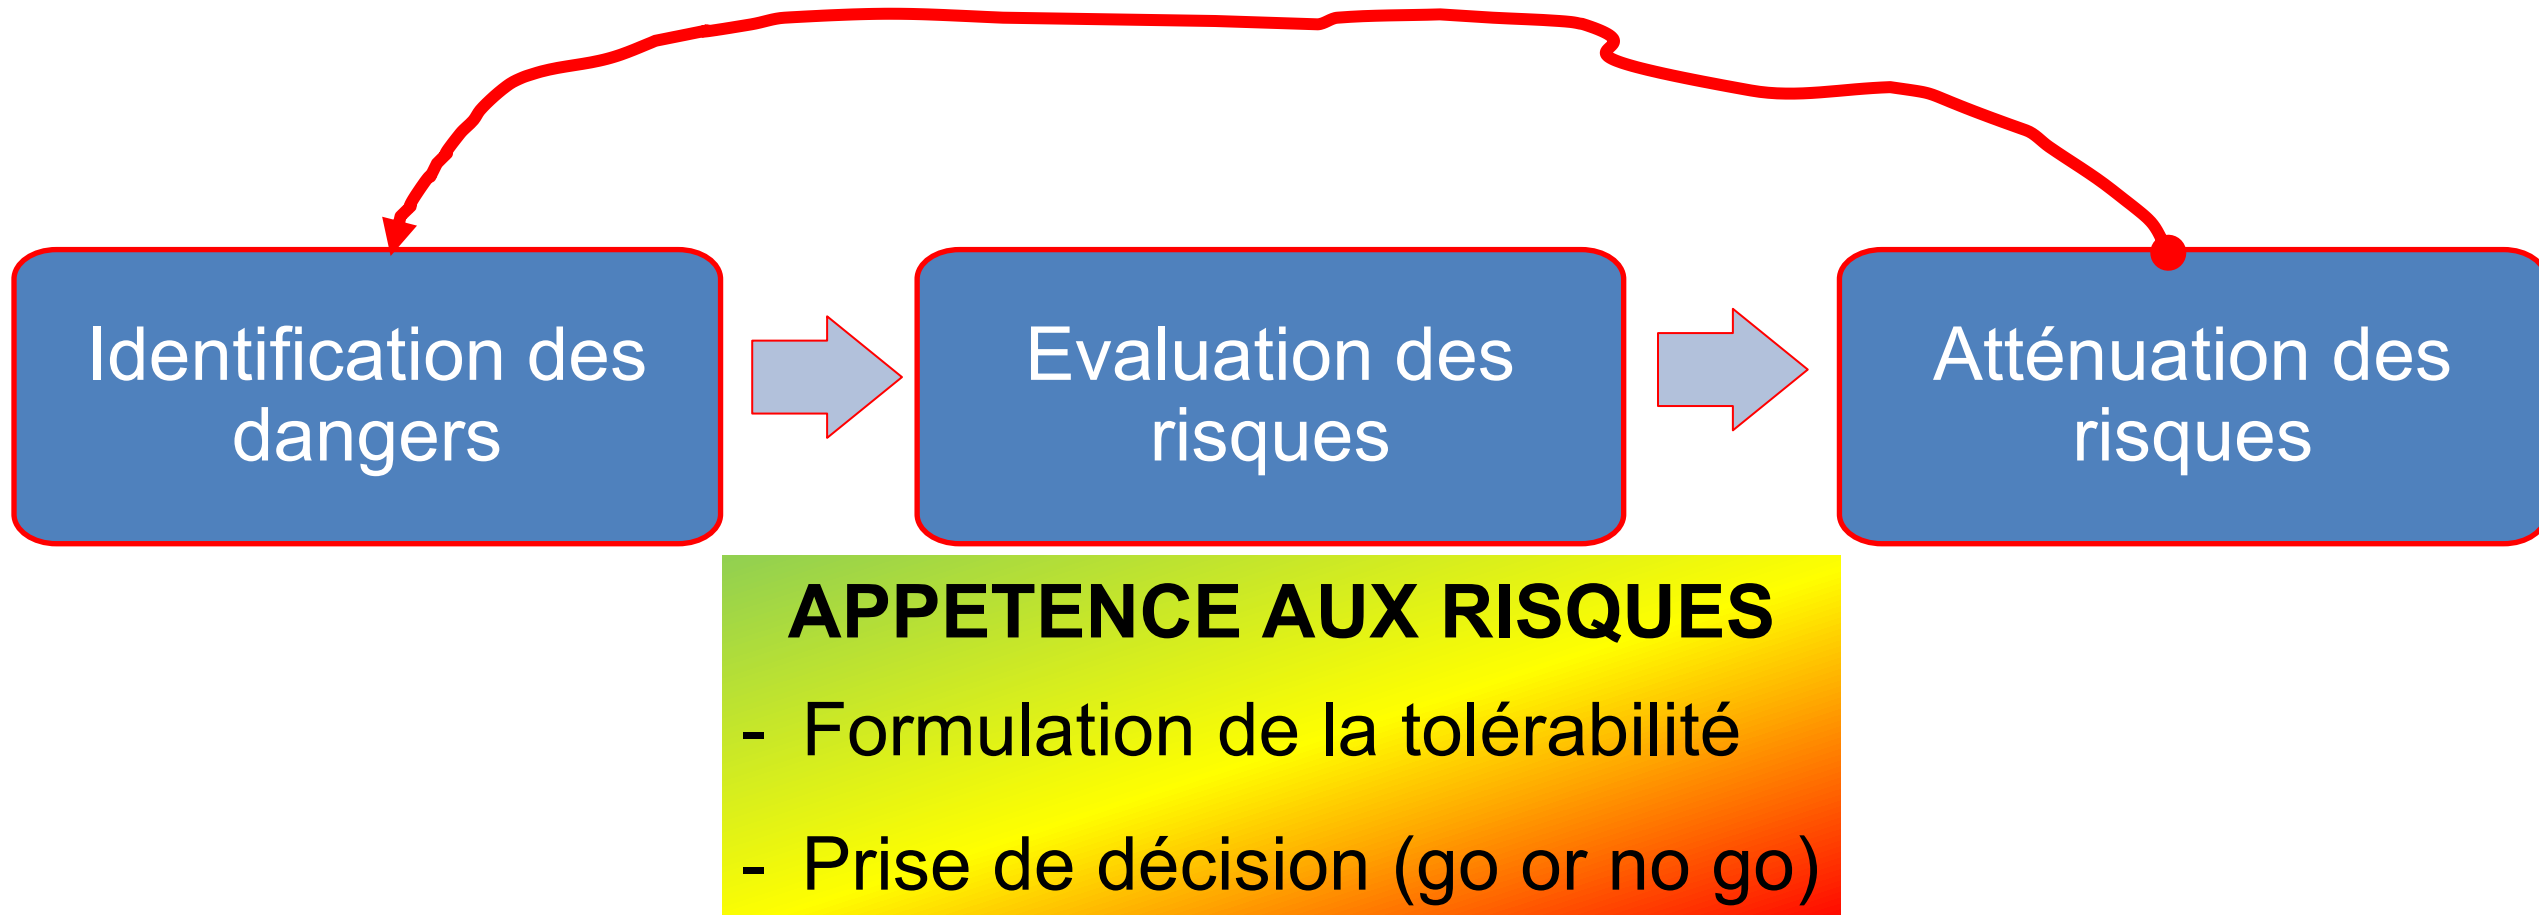 Identification des
dangers
Evaluation des
risques
Atténuation des
risques
APPETENCE AUX RISQUES
- Formulation de la tolérabilité
- Prise de décision (go or no go)